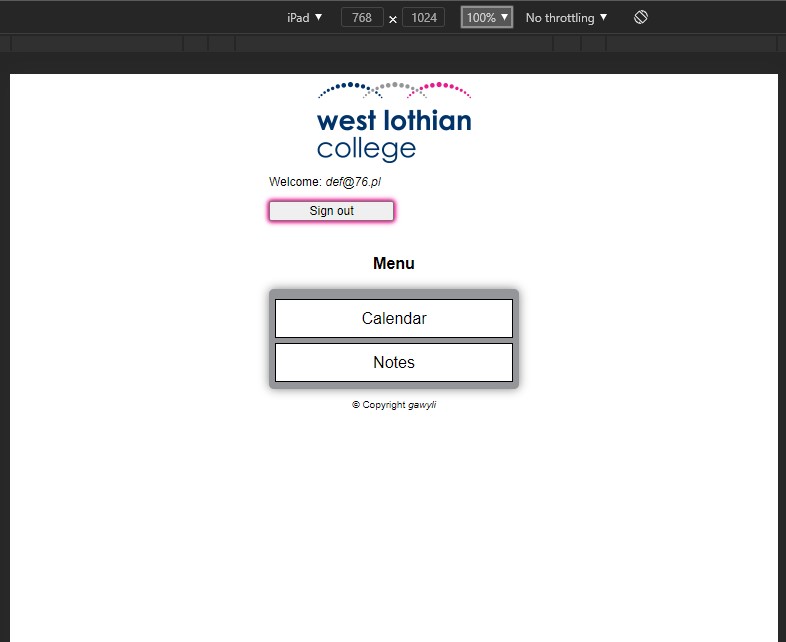 iPad ▼ 768 × 1024 100% ▼ No throttling ▼
west lothian
college
Welcome: def@76.pl
Sign out
Menu
Calendar
Notes
© Copyright gawyli